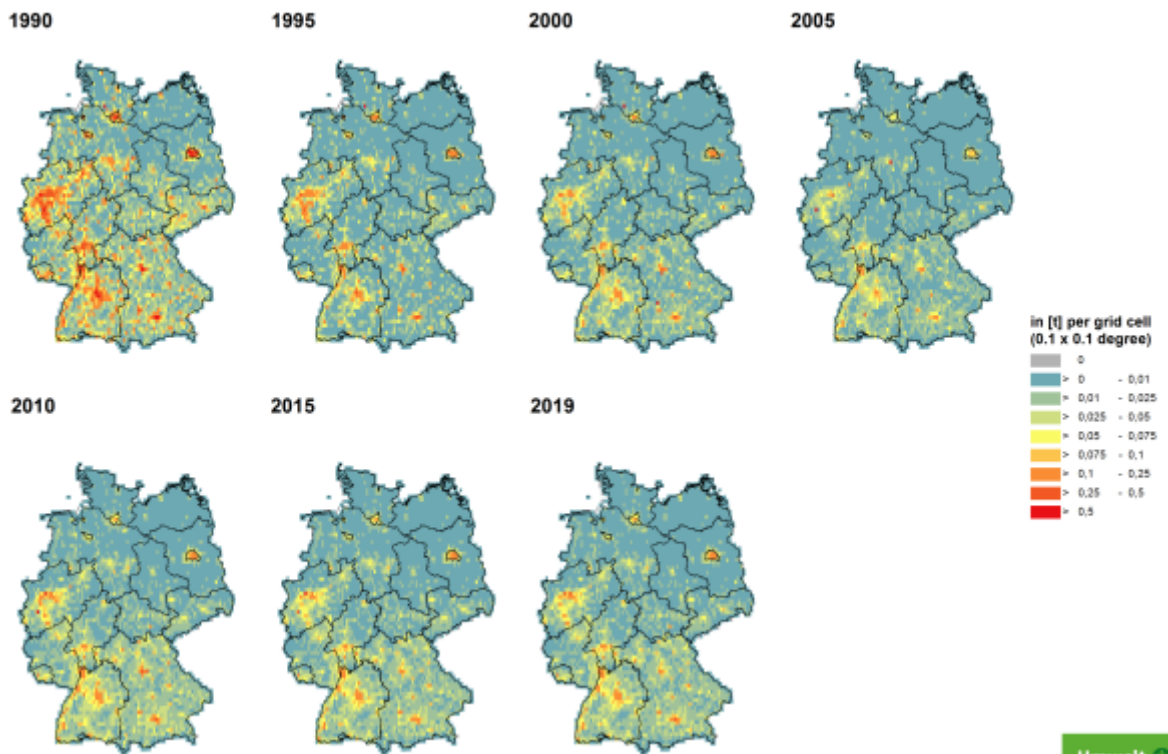 1990
1995
2000
2005
in [t] per grid cell
(0.1 x 0.1 degree)
0
> 0 - 0,01
> 0,01 - 0,025
> 0,025 - 0,05
> 0,05 - 0,075
> 0,075 - 0,1
> 0,1 - 0,25
> 0,25 - 0,5
> 0,5
2010
2015
2019